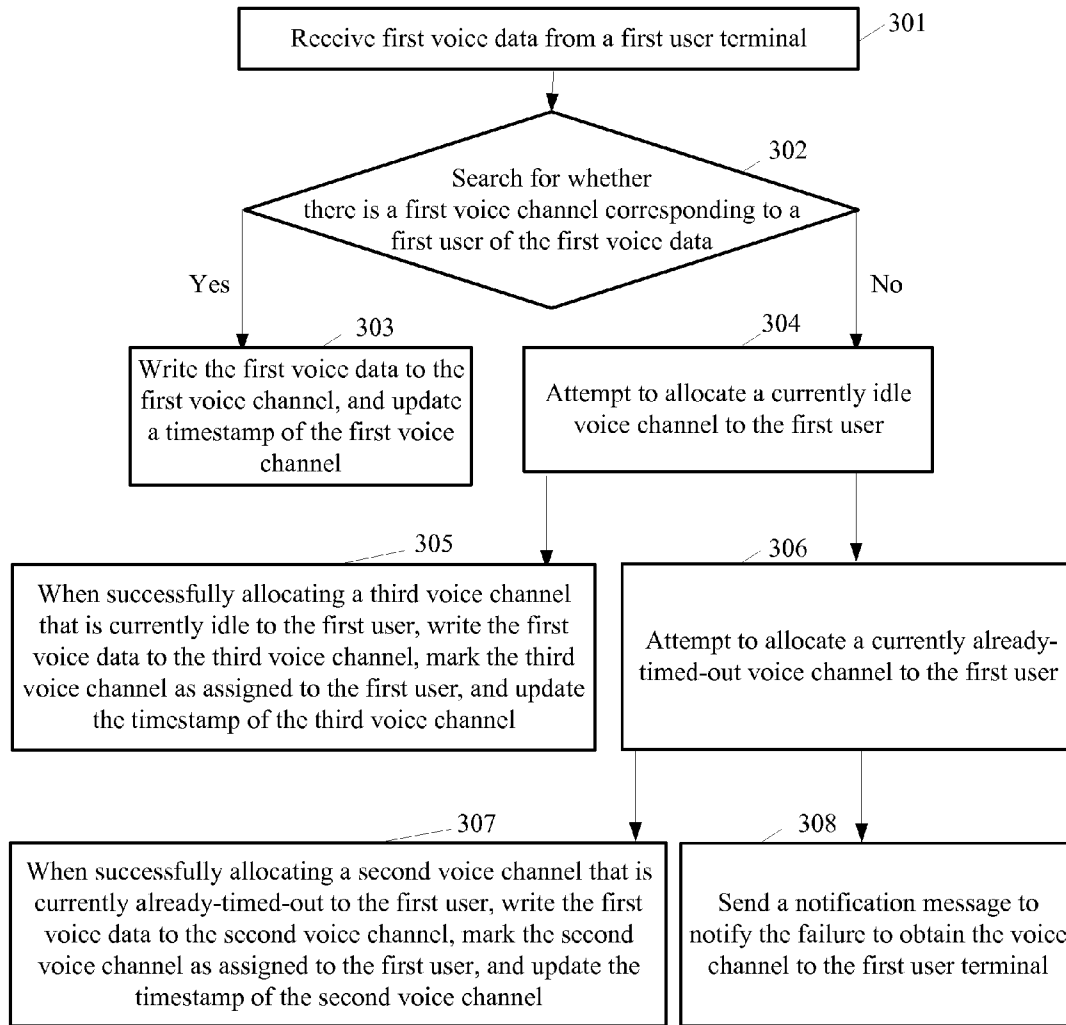 Receive first voice data from a first user terminal
301
302
Search for whether
there is a first voice channel corresponding to a
first user of the first voice data
Yes
No
303
Write the first voice data to the
first voice channel, and update
a timestamp of the first voice
channel
304
Attempt to allocate a currently idle
voice channel to the first user
305
When successfully allocating a third voice channel
that is currently idle to the first user, write the first
voice data to the third voice channel, mark the third
voice channel as assigned to the first user, and update
the timestamp of the third voice channel
306
Attempt to allocate a currently already-
timed-out voice channel to the first user
307
When successfully allocating a second voice channel that is
currently already-timed-out to the first user, write the first
voice data to the second voice channel, mark the second
voice channel as assigned to the first user, and update the
timestamp of the second voice channel
308
Send a notification message to
notify the failure to obtain the voice
channel to the first user terminal